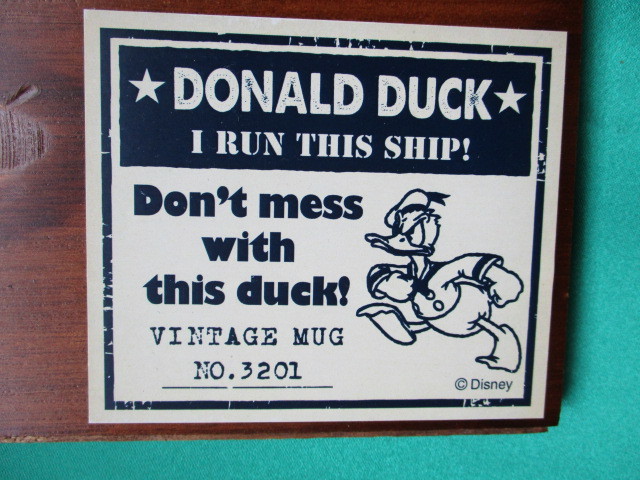 ★DONALD DUCK★
I RUN THIS SHIP!
Don't mess
with
this duck!
VINTAGE MUG
NO.3201
© Disney